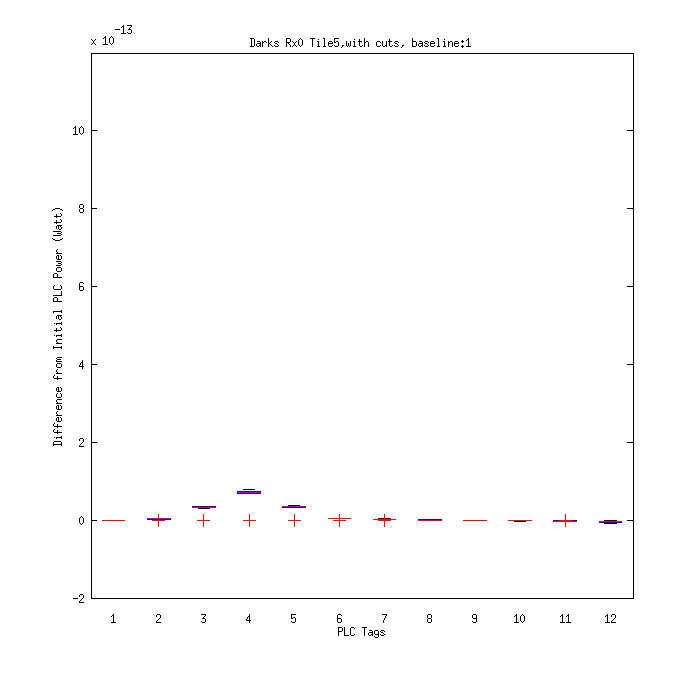 x 10-13
Darks Rx0 Tile5,with cuts, baseline:1
Difference from Initial PLC Power (Watt)
10
8
6
4
2
0
-2
1 2 3 4 5 6 7 8 9 10 11 12
PLC Tags